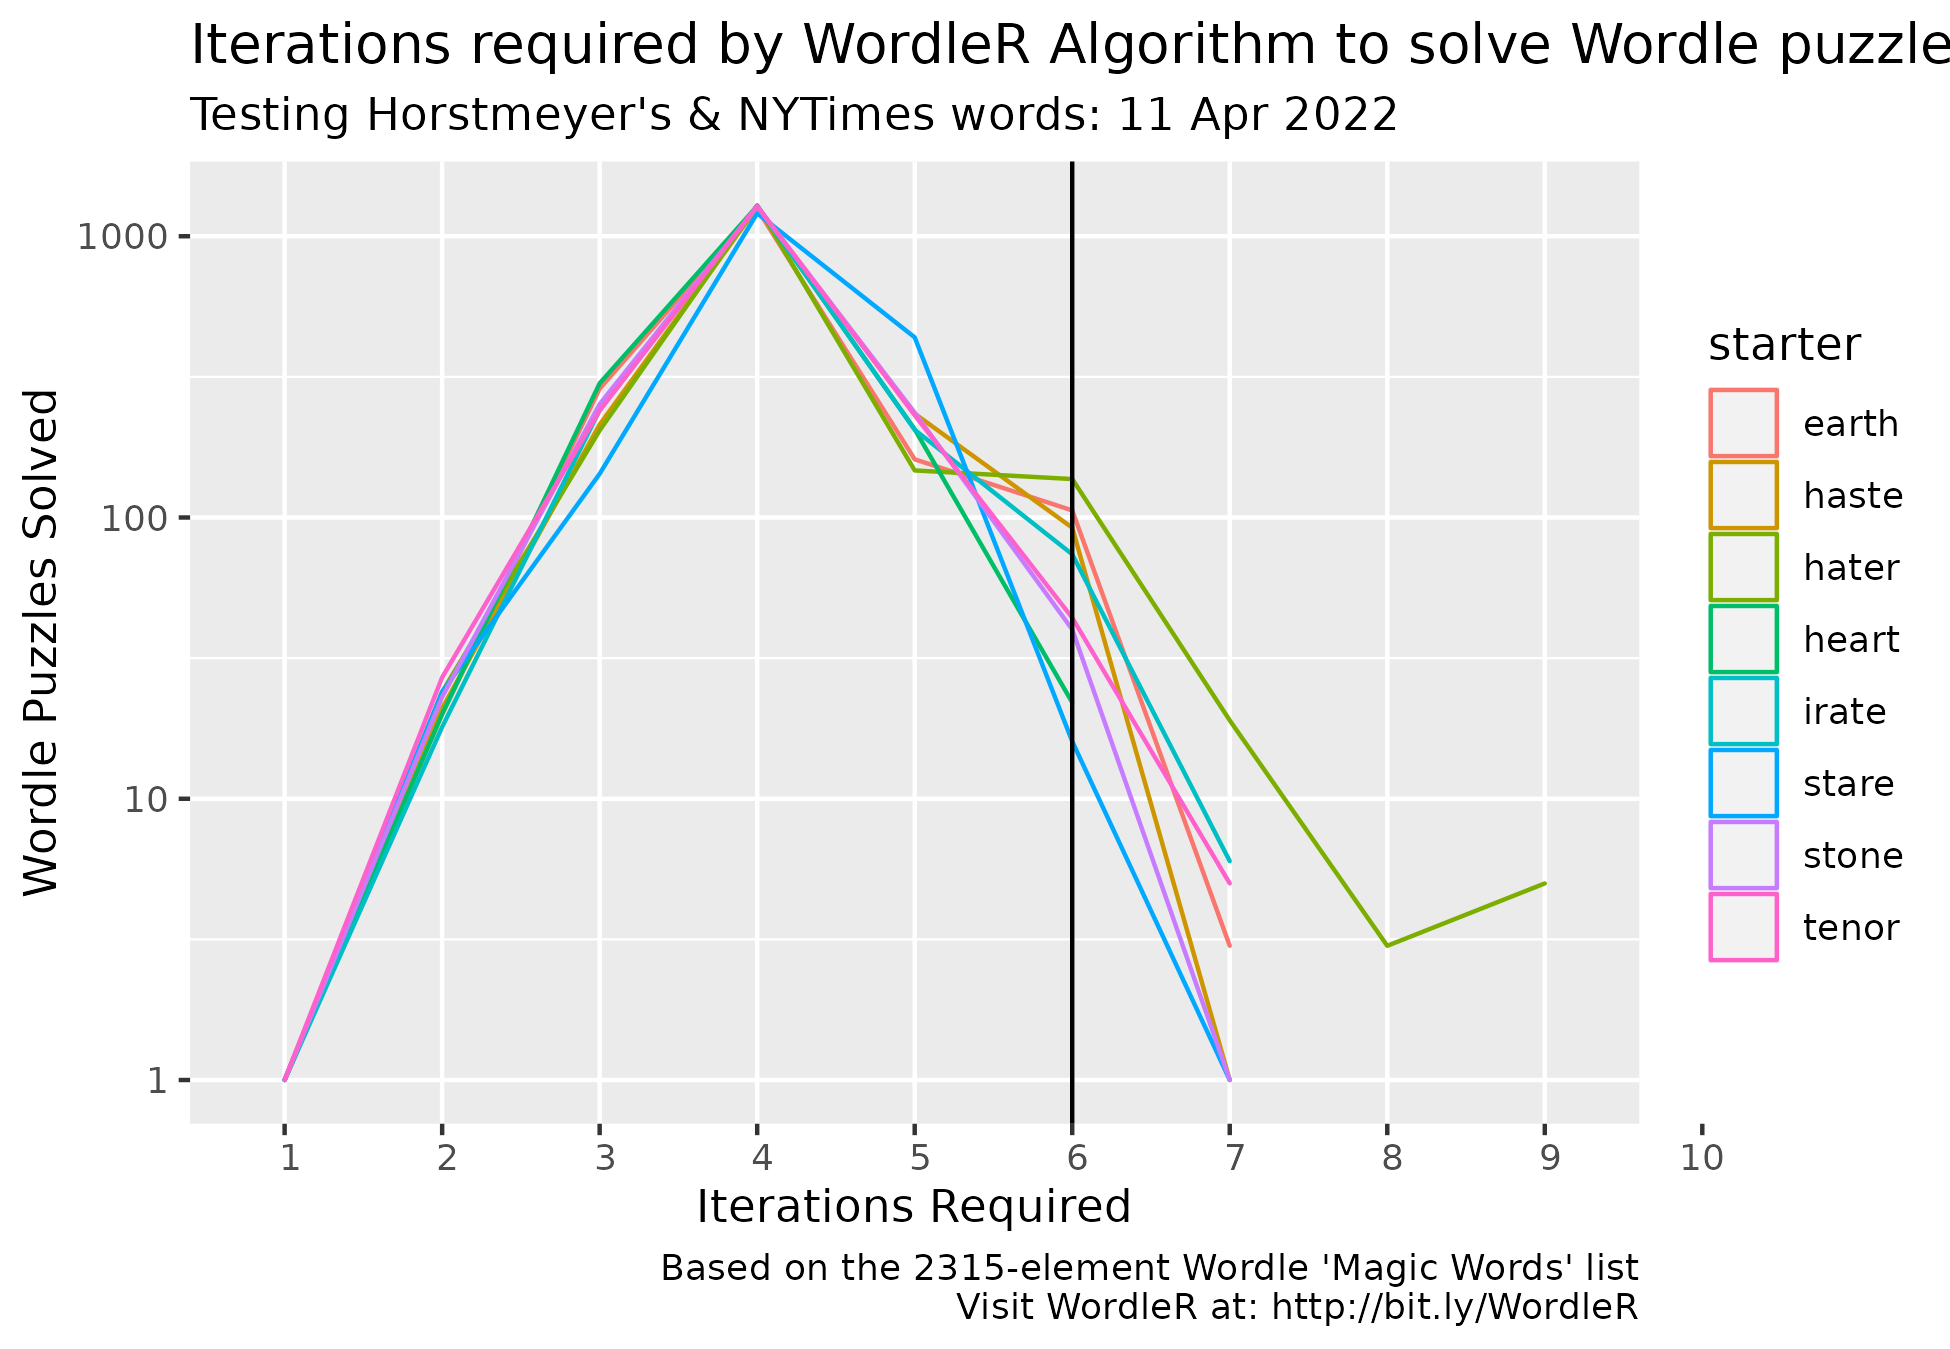 Iterations required by WordleR Algorithm to solve Wordle puzzle
Testing Horstmeyer's & NYTimes words: 11 Apr 2022
Wordle Puzzles Solved
1000
100
10
1
1 2 3 4 5 6 7 8 9 10
Iterations Required
starter
earth
haste
hater
heart
irate
stare
stone
tenor
Based on the 2315-element Wordle 'Magic Words' list
Visit WordleR at: http://bit.ly/WordleR